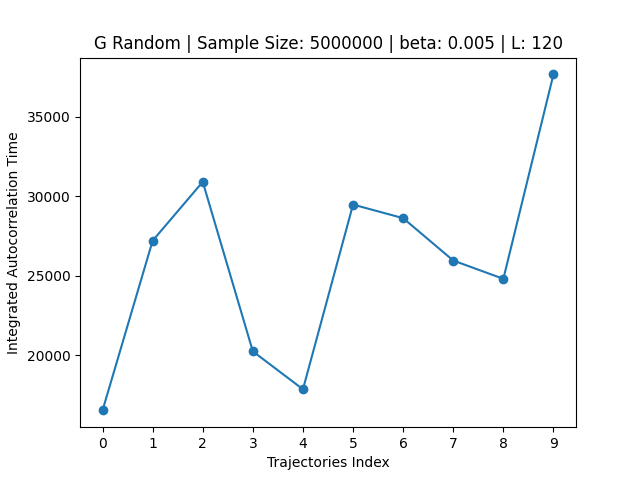 G Random | Sample Size: 5000000 | beta: 0.005 | L: 120
Integrated Autocorrelation Time
35000
30000
25000
20000
0 1 2 3 4 5 6 7 8 9
Trajectories Index